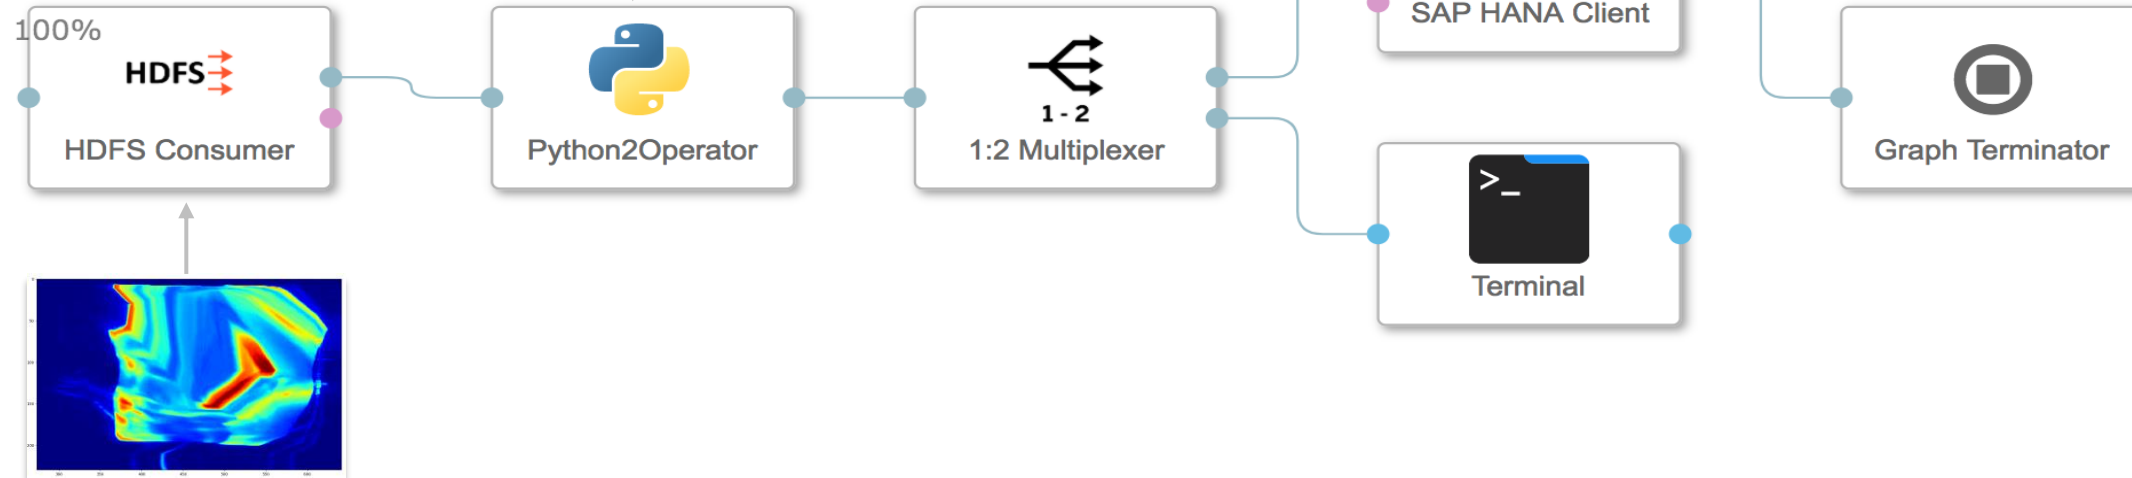 100%
HDFS
HDFS Consumer
Python2Operator
1 - 2
1:2 Multiplexer
SAP HANA Client
>_
Terminal
Graph Terminator